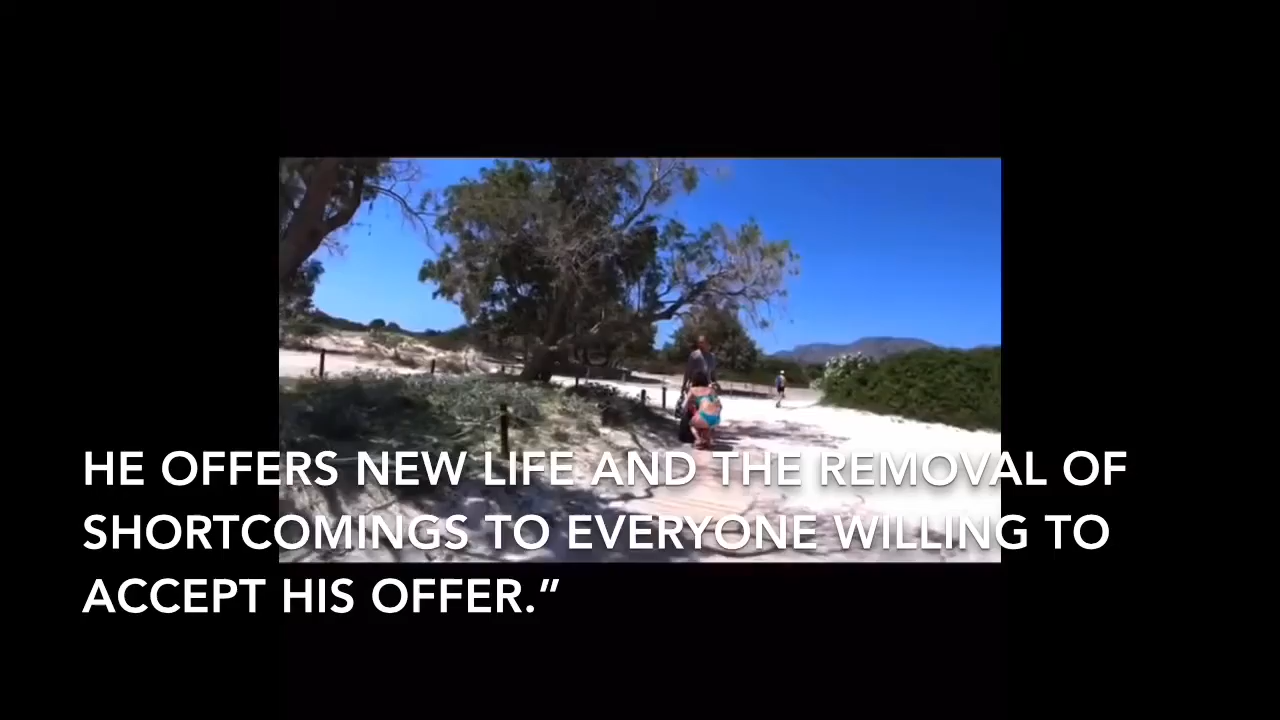 HE OFFERS NEW LIFE AND THE REMOVAL OF
SHORTCOMINGS TO EVERYONE WILLING TO
ACCEPT HIS OFFER.”